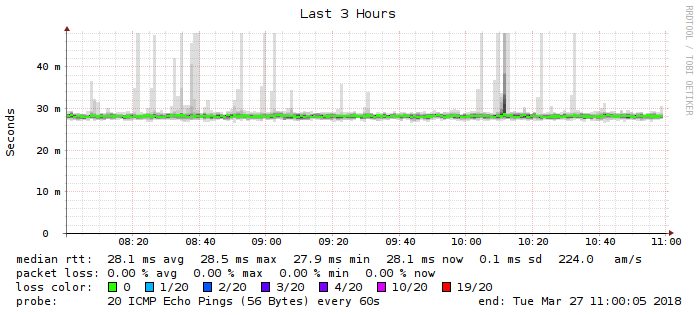 Last 3 Hours
RRDTOOL / TOBI OETIKER
Seconds
40 m
30 m
20 m
10 m
0
08:20 08:40 09:00 09:20 09:40 10:00 10:20 10:40 11:00
median rtt: 28.1 ms avg 28.5 ms max 27.9 ms min 28.1 ms now 0.1 ms sd 224.0 am/s
packet loss: 0.00 % avg 0.00 % max 0.00 % min 0.00 % now
loss color: 0 1/20 2/20 3/20 4/20 10/20 19/20
probe: 20 ICMP Echo Pings (56 Bytes) every 60s end: Tue Mar 27 11:00:05 2018